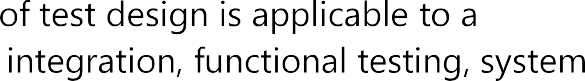 of test design is applicable to a
integration, functional testing, system